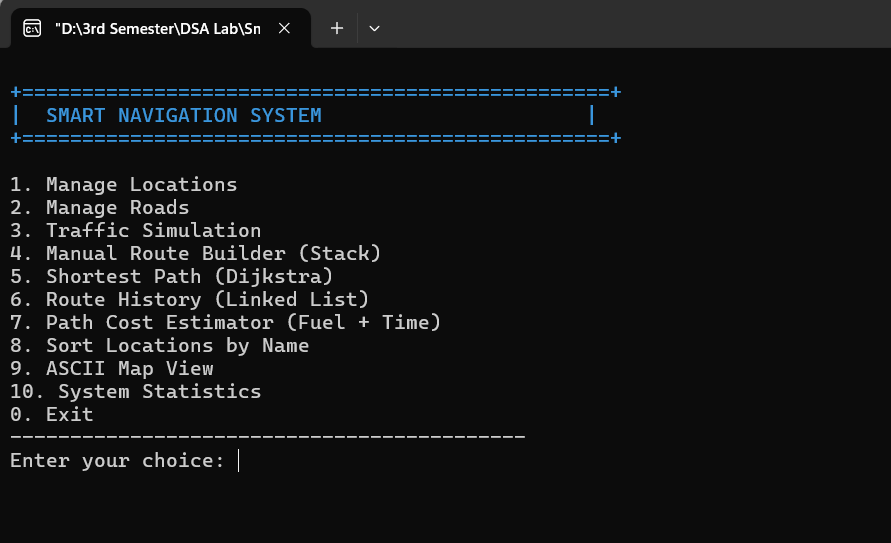 "D:\3rd Semester\DSA Lab\Sn
+=================================================+
|  SMART NAVIGATION SYSTEM                      |
+=================================================+
1. Manage Locations
2. Manage Roads
3. Traffic Simulation
4. Manual Route Builder (Stack)
5. Shortest Path (Dijkstra)
6. Route History (Linked List)
7. Path Cost Estimator (Fuel + Time)
8. Sort Locations by Name
9. ASCII Map View
10. System Statistics
0. Exit
-------------------------------------------
Enter your choice: